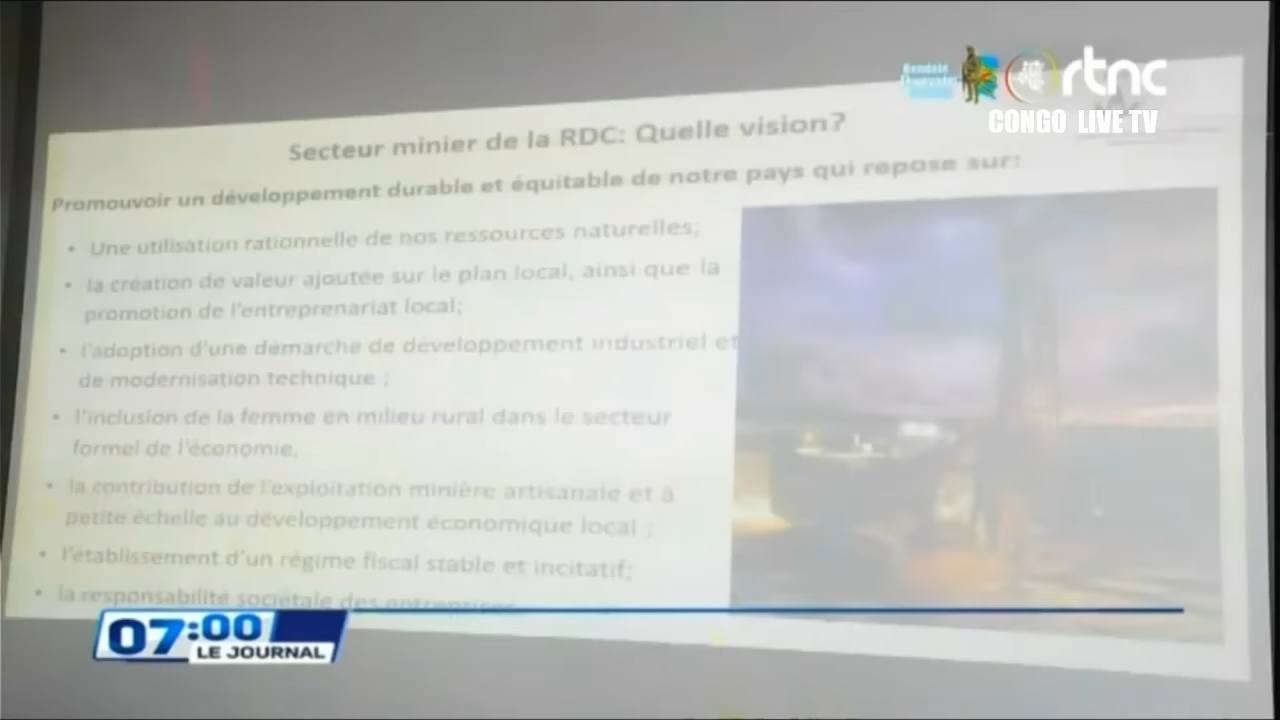 rtnc
CONGO LIVE TV
Secteur minier de la RDC: Quelle vision?
Promouvoir un développement durable et équitable de notre pays qui repose sur:
• Une utilisation rationnelle de nos ressources naturelles;
• la création de valeur ajoutée sur le plan local, ainsi que la
promotion de l'entreprenariat local;
• l'adoption d'une démarche de développement industriel et
de modernisation technique ;
• l'inclusion de la femme en milieu rural dans le secteur
formel de l'économie,
• la contribution de l'exploitation minière artisanale et à
petite échelle au développement économique local ;
• l'établissement d'un régime fiscal stable et incitatif;
• la responsabilité sociétale des entreprises
07:00
LE JOURNAL